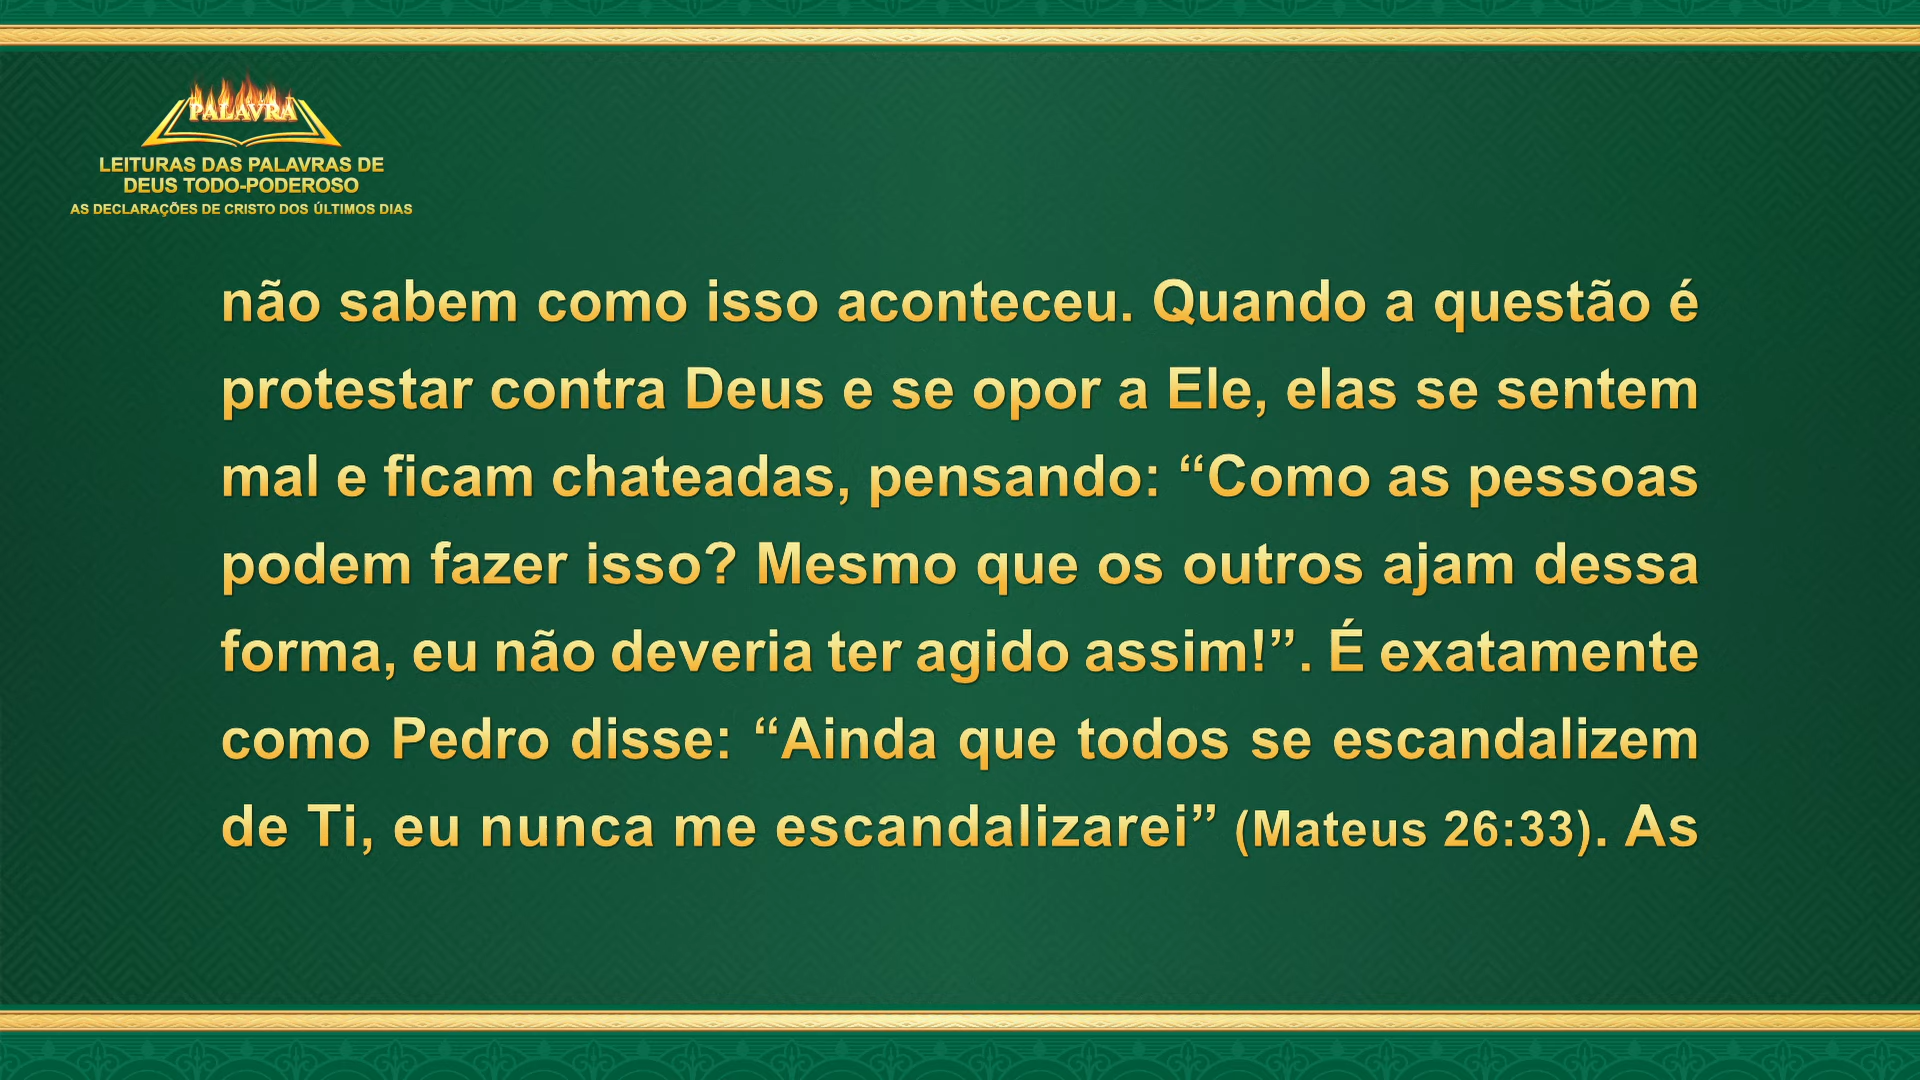 PALAVRA
LEITURAS DAS PALAVRAS DE
DEUS TODO-PODEROSO
AS DECLARAÇÕES DE CRISTO DOS ÚLTIMOS DIAS
não sabem como isso aconteceu. Quando a questão é
protestar contra Deus e se opor a Ele, elas se sentem
mal e ficam chateadas, pensando: “Como as pessoas
podem fazer isso? Mesmo que os outros ajam dessa
forma, eu não deveria ter agido assim!”. É exatamente
como Pedro disse: “Ainda que todos se escandalizem
de Ti, eu nunca me escandalizarei” (Mateus 26:33). As